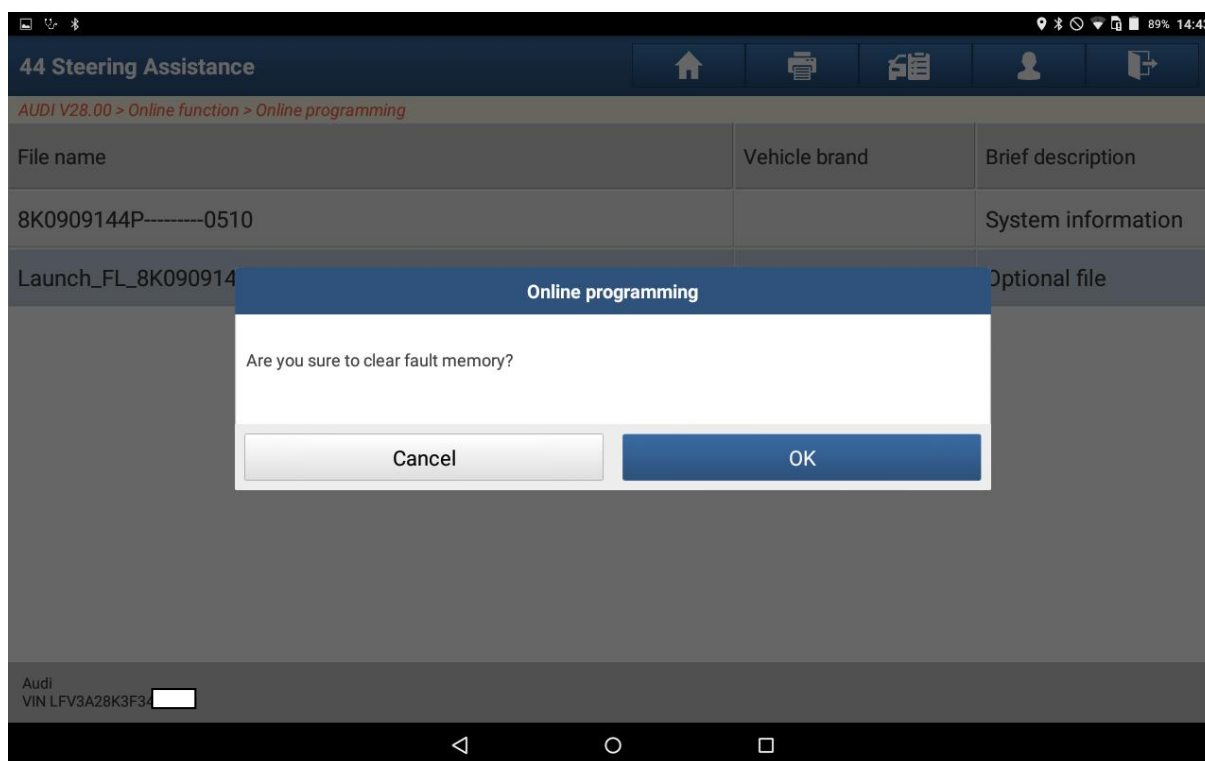 89% 14:43
44 Steering Assistance
AUDI V28.00 > Online function > Online programming
File name Vehicle brand Brief description
8K0909144P---------0510 System information
Launch_FL_8K090914 Optional file
Online programming
Are you sure to clear fault memory?
Cancel OK
Audi
VIN LFV3A28K3F34